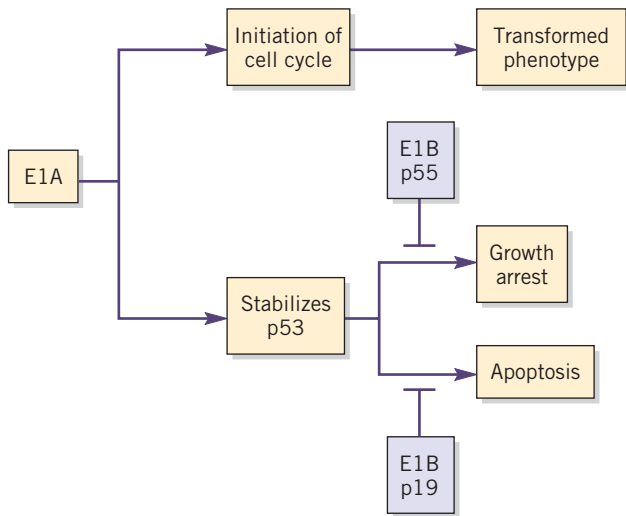 Initiation of
cell cycle
Transformed
phenotype
E1A
E1B
p55
Growth
arrest
Stabilizes
p53
Apoptosis
E1B
p19